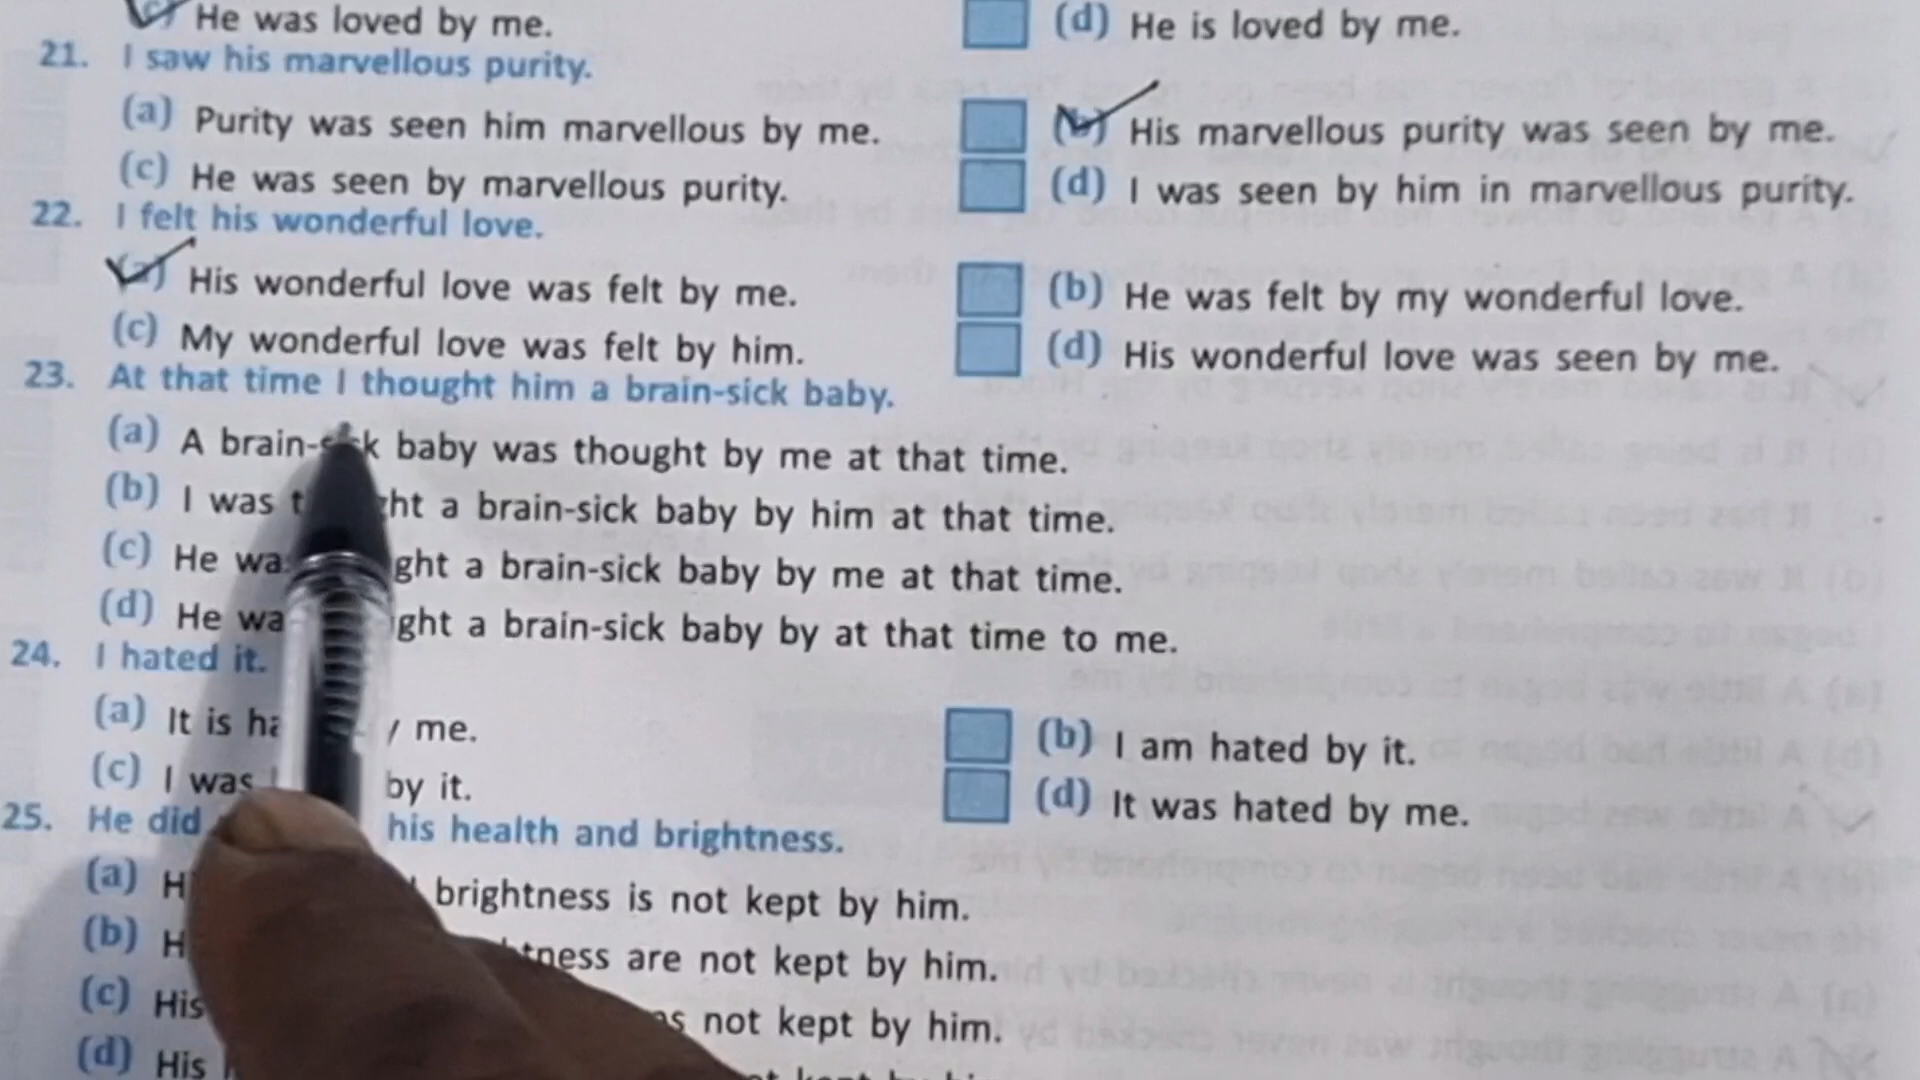 He was loved by me. (d) He is loved by me.
21. I saw his marvellous purity.
(a) Purity was seen him marvellous by me. (b) His marvellous purity was seen by me.
(c) He was seen by marvellous purity. (d) I was seen by him in marvellous purity.
22. I felt his wonderful love.
(a) His wonderful love was felt by me. (b) He was felt by my wonderful love.
(c) My wonderful love was felt by him. (d) His wonderful love was seen by me.
23. At that time I thought him a brain-sick baby.
(a) A brain-sick baby was thought by me at that time.
(b) I was a brain-sick baby by him at that time.
(c) He a brain-sick baby by me at that time.
(d) He a brain-sick baby by at that time to me.
24. I hated it.
(a) It is me. (b) I am hated by it.
(c) I was by it. (d) It was hated by me.
25. He did his health and brightness.
(a) brightness is not kept by him.
(b) are not kept by him.
(c) His not kept by him.
(d) His